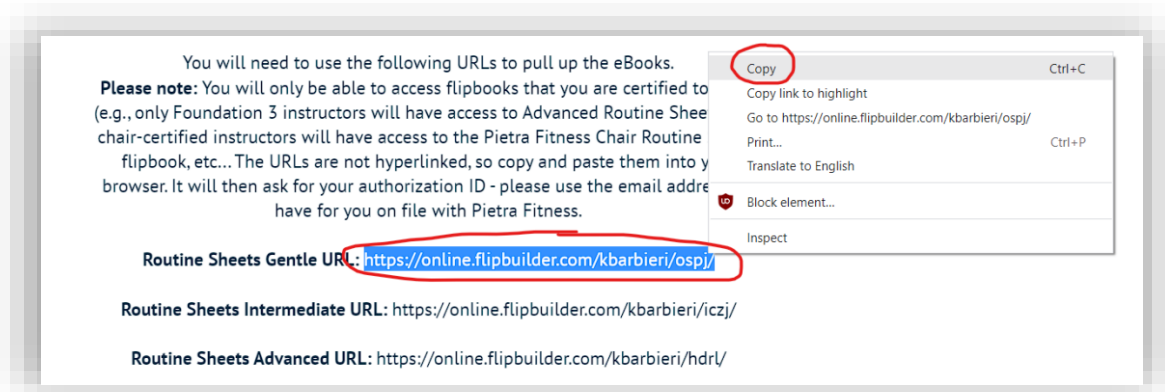 You will need to use the following URLs to pull up the eBooks.
Please note: You will only be able to access flipbooks that you are certified to
(e.g., only Foundation 3 instructors will have access to Advanced Routine Shee
chair-certified instructors will have access to the Pietra Fitness Chair Routine
flipbook, etc... The URLs are not hyperlinked, so copy and paste them into y
browser. It will then ask for your authorization ID - please use the email addre
have for you on file with Pietra Fitness.
Routine Sheets Gentle URL: https://online.flipbuilder.com/kbarbieri/ospj/
Routine Sheets Intermediate URL: https://online.flipbuilder.com/kbarbieri/iczj/
Routine Sheets Advanced URL: https://online.flipbuilder.com/kbarbieri/hdrl/
Copy Ctrl+C
Copy link to highlight
Go to https://online.flipbuilder.com/kbarbieri/ospj/
Print... Ctrl+P
Translate to English
Block element...
Inspect